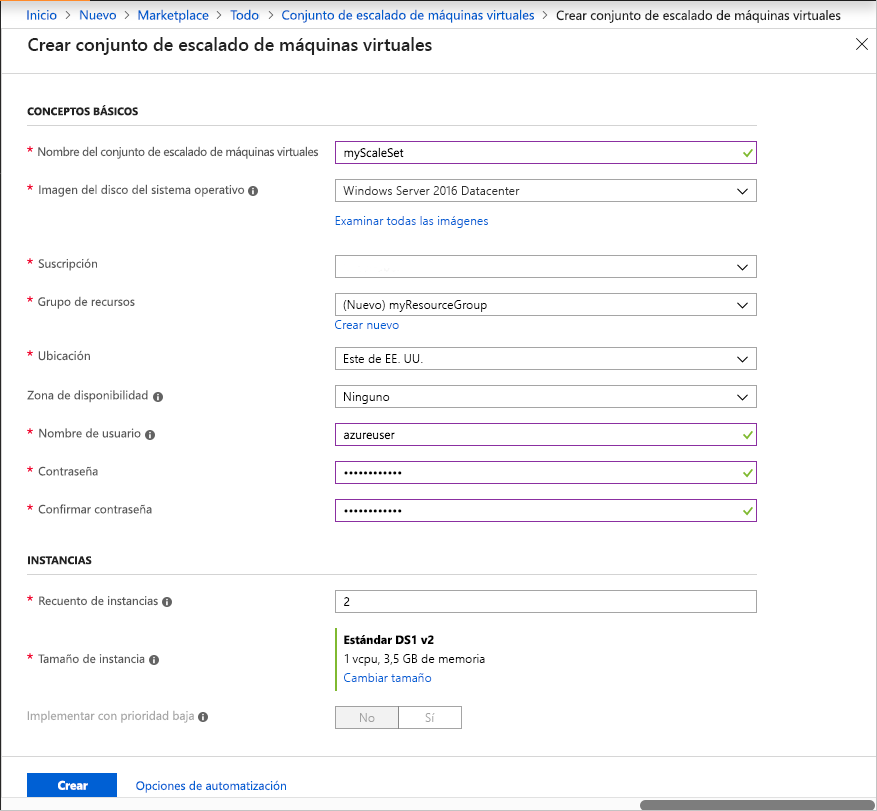 Inicio > Nuevo > Marketplace > Todo > Conjunto de escalado de máquinas virtuales > Crear conjunto de escalado de máquinas virtuales
Crear conjunto de escalado de máquinas virtuales
CONCEPTOS BÁSICOS
* Nombre del conjunto de escalado de máquinas virtuales myScaleSet
* Imagen del disco del sistema operativo Windows Server 2016 Datacenter
Examinar todas las imágenes
* Suscripción
* Grupo de recursos (Nuevo) myResourceGroup
Crear nuevo
* Ubicación Este de EE. UU.
Zona de disponibilidad Ninguno
* Nombre de usuario azureuser
* Contraseña ••••••••••••
* Confirmar contraseña ••••••••••••
INSTANCIAS
* Recuento de instancias 2
Estándar DS1 v2
* Tamaño de instancia 1 vcpu, 3,5 GB de memoria
Cambiar tamaño
Implementar con prioridad baja No Sí
Crear Opciones de automatización